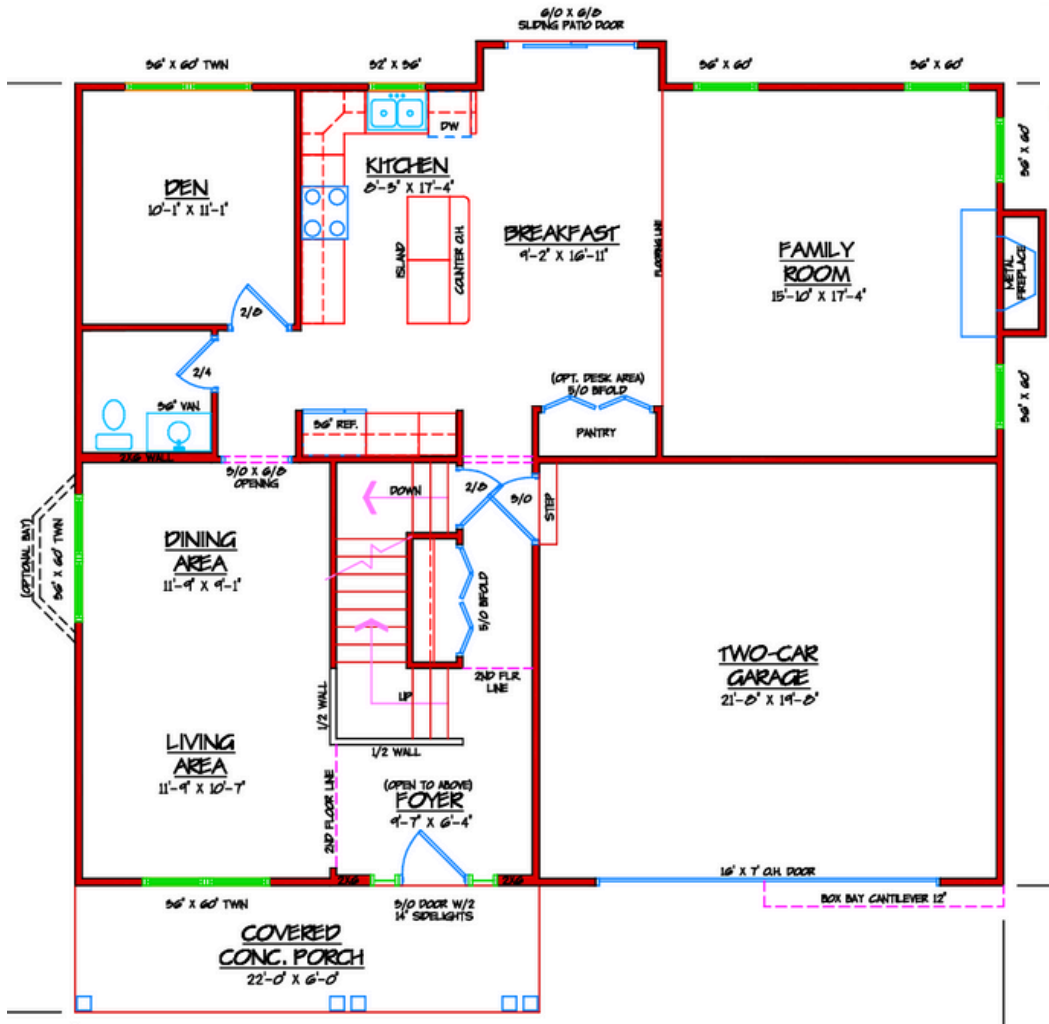 6/0 X 6/8
SLIDING PATIO DOOR
36" X 60" TWIN
32" X 36"
36" X 60"
36" X 60"
DW
KITCHEN
8'-3" X 17'-4"
DEN
10'-1" X 11'-1"
36" X 60"
ISLAND
COUNTER O.H.
BREAKFAST
9'-2" X 16'-11"
FLOORING LINE
FAMILY
ROOM
15'-10" X 17'-4"
METAL
FIREPLACE
2/8
2/4
36" VAN
2X6 WALL
36" REF.
(OPT. DESK AREA)
5/0 BIFOLD
PANTRY
36" X 60"
3/0 X 6/8
OPENING
DOWN
2/8
3/0
STEP
(OPTIONAL BAY)
36" X 60" TWIN
DINING
AREA
11'-9" X 9'-1"
5/0 BIFOLD
2ND FLR
LINE
UP
1/2 WALL
1/2 WALL
TWO-CAR
GARAGE
21'-8" X 19'-8"
LIVING
AREA
11'-9" X 10'-7"
2ND FLOOR LINE
(OPEN TO ABOVE)
FOYER
9'-7" X 6'-4"
16' X 7' O.H. DOOR
2X6
2X6
36" X 60" TWIN
3/0 DOOR W/2
14" SIDELIGHTS
BOX BAY CANTILEVER 12"
COVERED
CONC. PORCH
22'-0" X 6'-0"